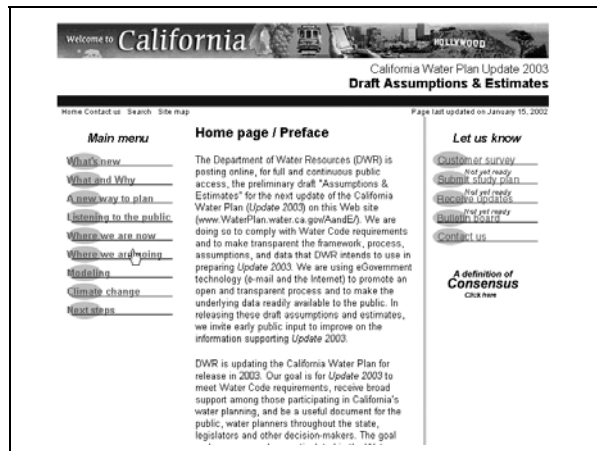 Welcome to California
HOLLYWOOD
California Water Plan Update 2003
Draft Assumptions & Estimates
Home Contact us Search Site map
Page last updated on January 15, 2002
Main menu
What's new
What and Why
A new way to plan
Listening to the public
Where we are now
Where we are going
Modeling
Climate change
Next steps
Home page / Preface
The Department of Water Resources (DWR) is
posting online, for full and continuous public
access, the preliminary draft "Assumptions &
Estimates" for the next update of the California
Water Plan (Update 2003) on this Web site
(www.WaterPlan.water.ca.gov/AandE/). We are
doing so to comply with Water Code requirements
and to make transparent the framework, process,
assumptions, and data that DWR intends to use in
preparing Update 2003. We are using eGovernment
technology (e-mail and the Internet) to promote an
open and transparent process and to make the
underlying data readily available to the public. In
releasing these draft assumptions and estimates,
we invite early public input to improve on the
information supporting Update 2003.
DWR is updating the California Water Plan for
release in 2003. Our goal is for Update 2003 to
meet Water Code requirements, receive broad
support among those participating in California's
water planning, and be a useful document for the
public, water planners throughout the state,
legislators and other decision-makers. The goal
Let us know
Customer survey
Not yet ready
Submit study plan
Not yet ready
Receive updates
Not yet ready
Bulletin board
Contact us
A definition of
Consensus
Click here